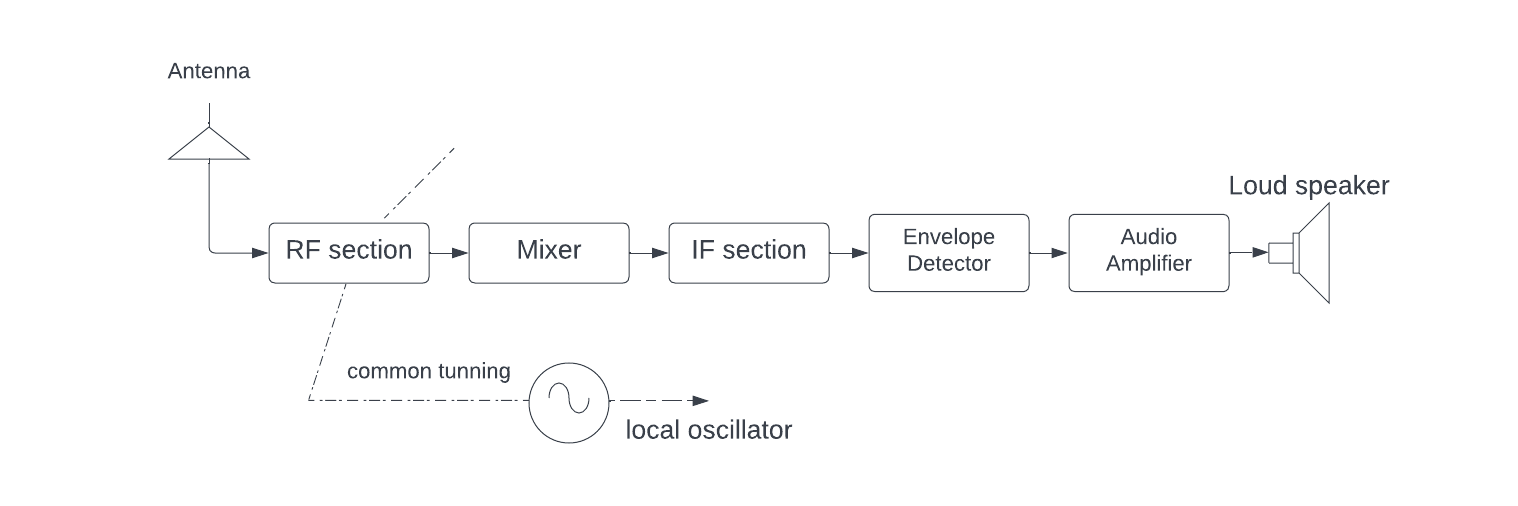 Antenna
Loud speaker
RF section
Mixer
IF section
Envelope
Detector
Audio
Amplifier
common tunning
local oscillator